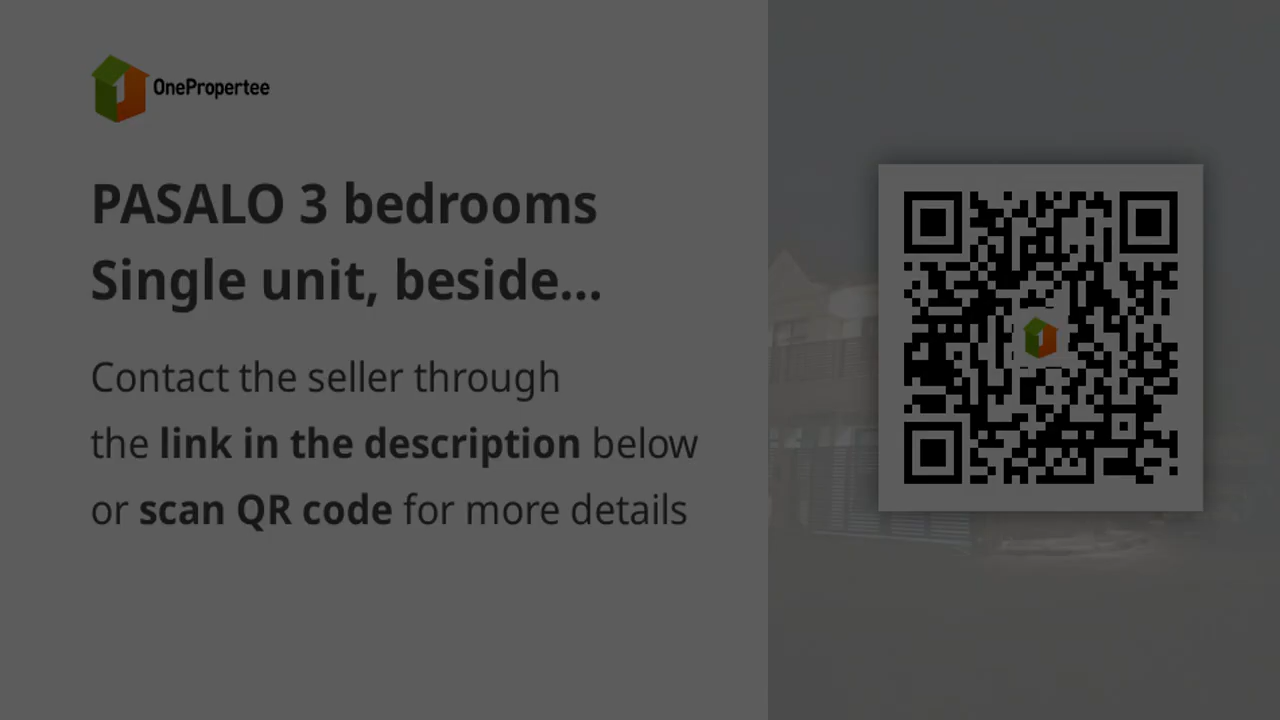 OnePropertee
PASALO 3 bedrooms
Single unit, beside...
Contact the seller through
the link in the description below
or scan QR code for more details